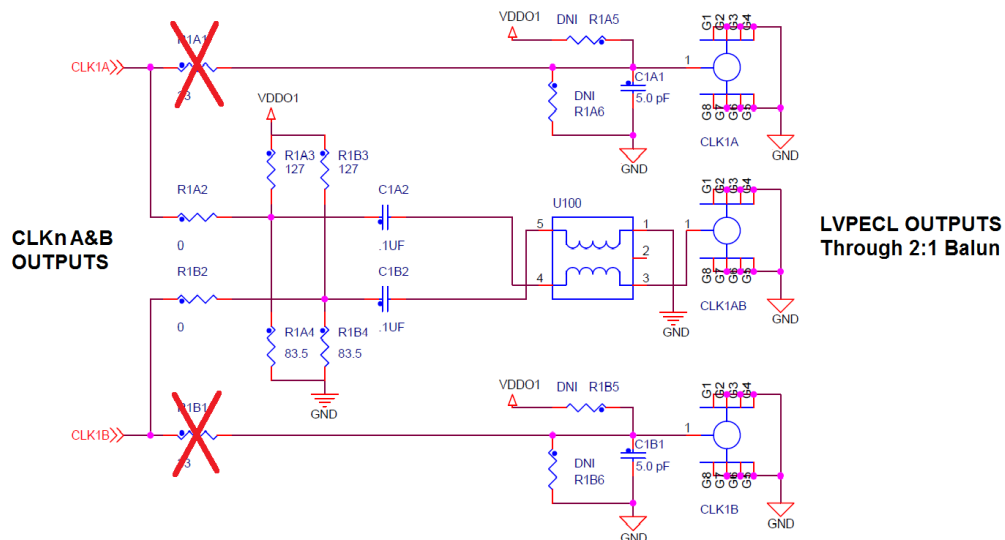 CLK1A
R1A1
33
VDDO1
DNI R1A5
DNI
R1A6
C1A1
5.0 pF
GND
1
G1
G2
G3
G4
G8
G7
G6
G5
CLK1A
GND
VDDO1
R1A3
127
R1B3
127
R1A2
0
C1A2
.1UF
CLKn A&B
OUTPUTS
R1B2
0
C1B2
.1UF
R1A4
83.5
R1B4
83.5
GND
U100
5
4
1
2
3
GND
1
G1
G2
G3
G4
G8
G7
G6
G5
CLK1AB
GND
LVPECL OUTPUTS
Through 2:1 Balun
CLK1B
R1B1
33
VDDO1
DNI R1B5
DNI
R1B6
C1B1
5.0 pF
GND
1
G1
G2
G3
G4
G8
G7
G6
G5
CLK1B
GND